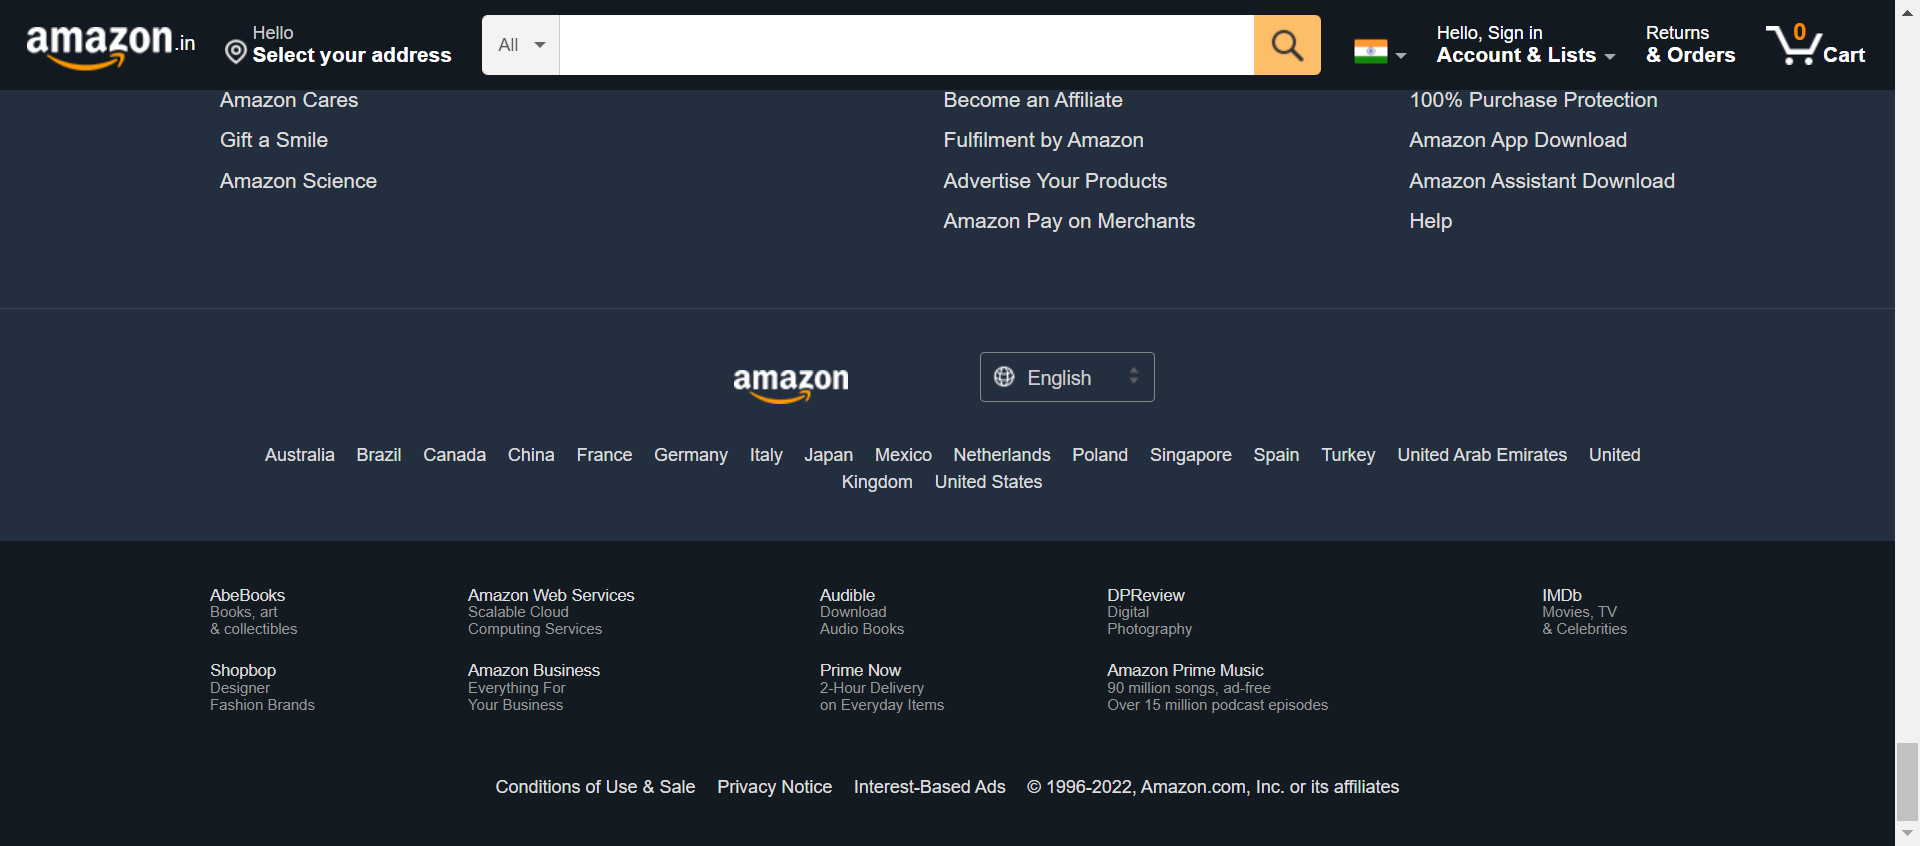 amazon.in
Hello
Select your address
All
Hello, Sign in
Account & Lists
Returns
& Orders
0
Cart
Amazon Cares
Gift a Smile
Amazon Science
Become an Affiliate
Fulfilment by Amazon
Advertise Your Products
Amazon Pay on Merchants
100% Purchase Protection
Amazon App Download
Amazon Assistant Download
Help
amazon
English
Australia Brazil Canada China France Germany Italy Japan Mexico Netherlands Poland Singapore Spain Turkey United Arab Emirates United
Kingdom United States
AbeBooks
Books, art
& collectibles
Amazon Web Services
Scalable Cloud
Computing Services
Audible
Download
Audio Books
DPReview
Digital
Photography
IMDb
Movies, TV
& Celebrities
Shopbop
Designer
Fashion Brands
Amazon Business
Everything For
Your Business
Prime Now
2-Hour Delivery
on Everyday Items
Amazon Prime Music
90 million songs, ad-free
Over 15 million podcast episodes
Conditions of Use & Sale Privacy Notice Interest-Based Ads © 1996-2022, Amazon.com, Inc. or its affiliates